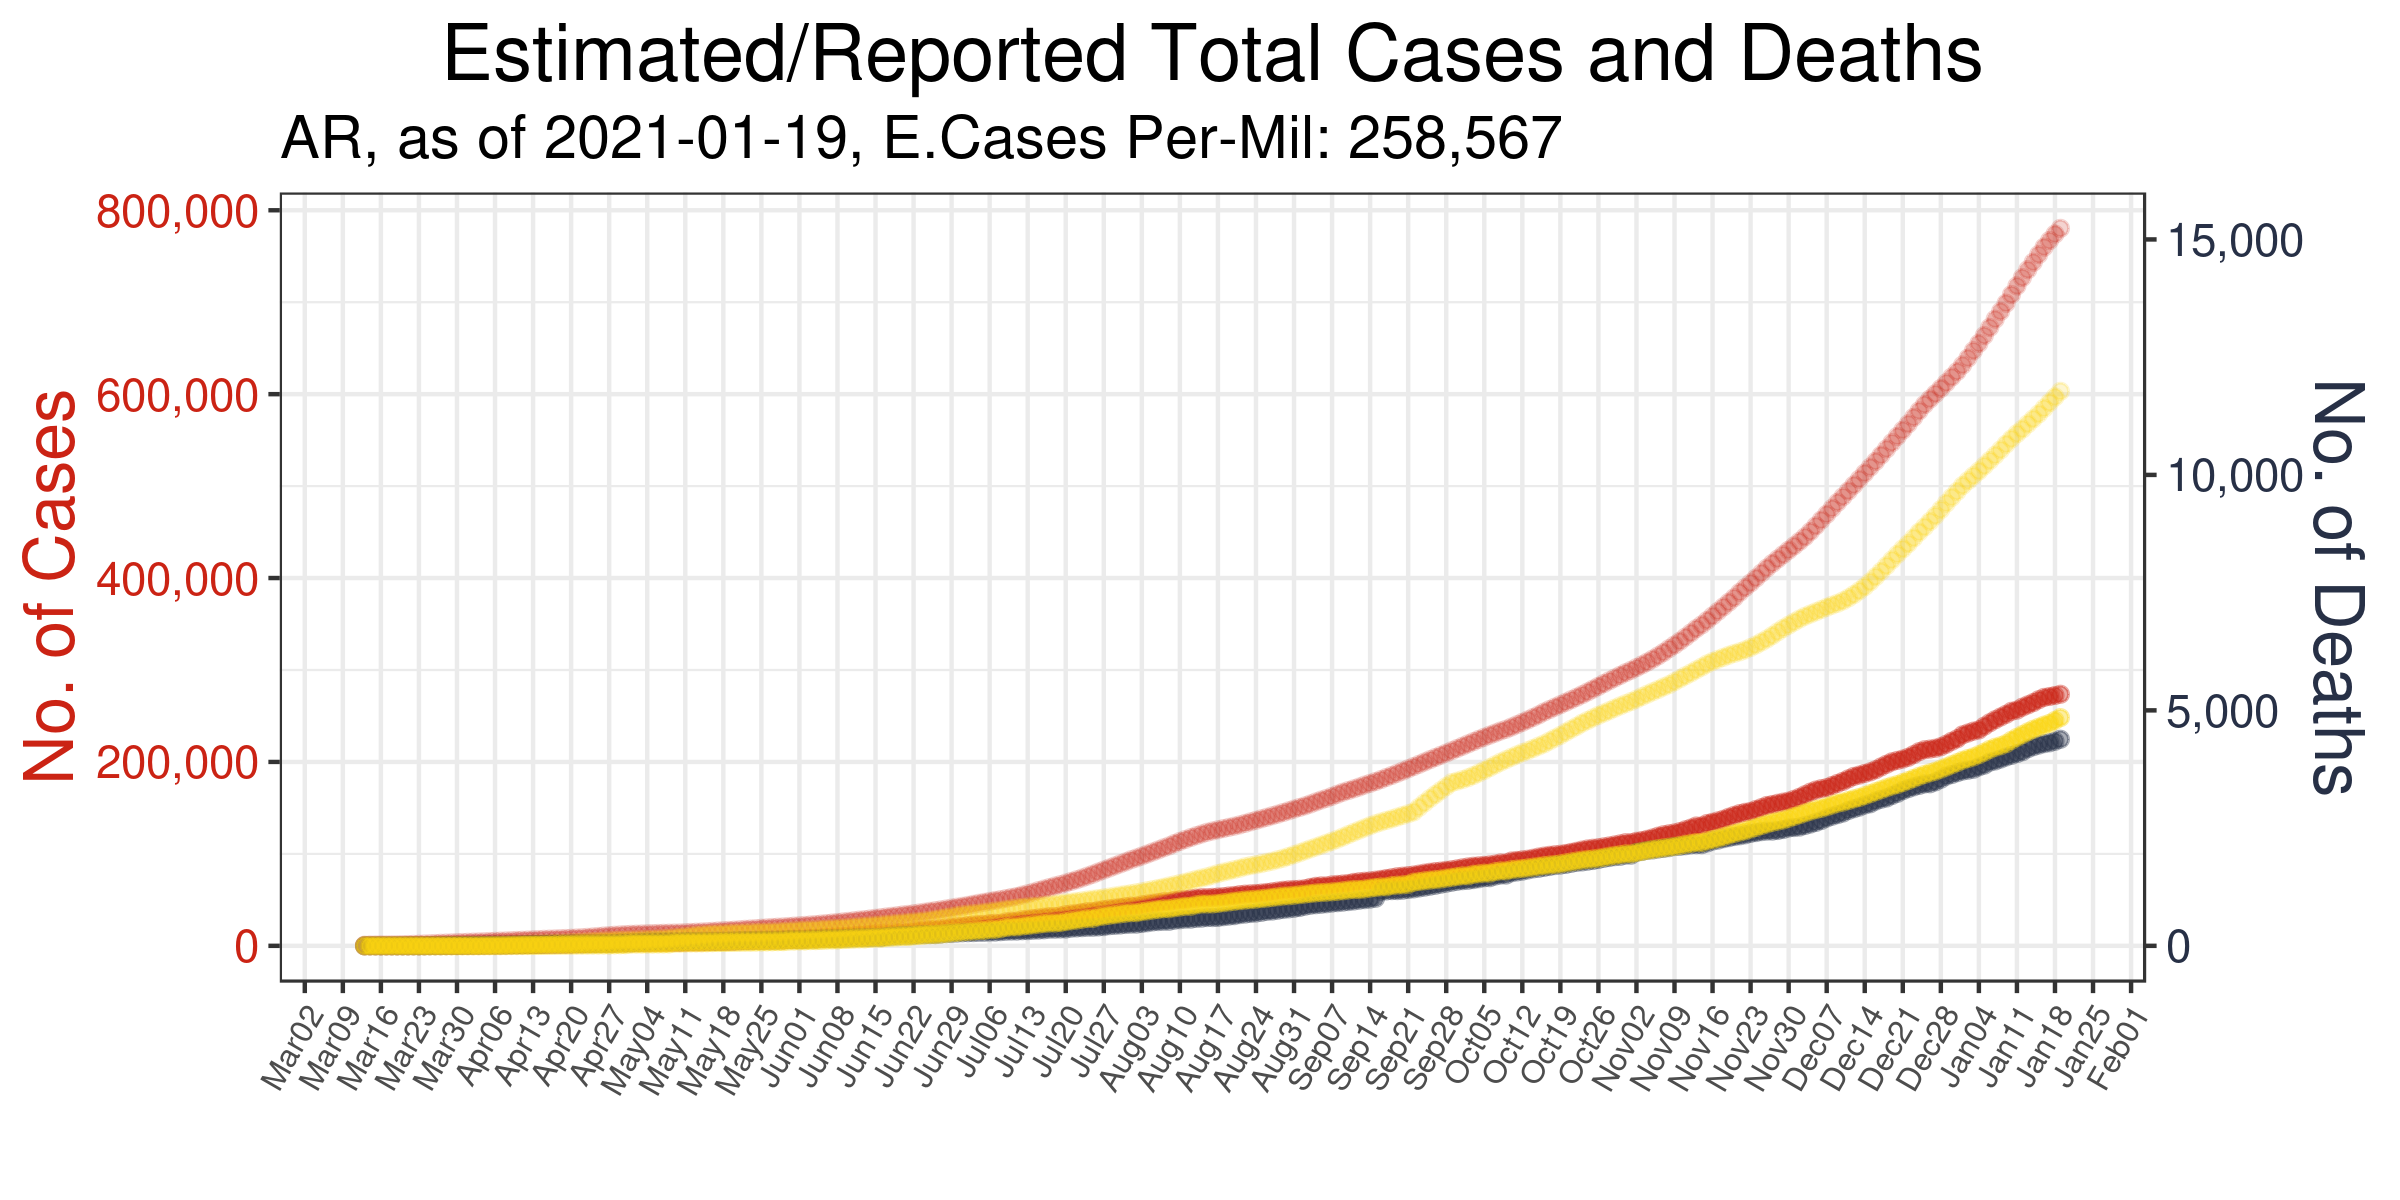 Estimated/Reported Total Cases and Deaths
AR, as of 2021-01-19, E.Cases Per-Mil: 258,567
No. of Cases
800,000
600,000
400,000
200,000
0
15,000
10,000
5,000
0
No. of Deaths
Mar02
Mar09
Mar16
Mar23
Mar30
Apr06
Apr13
Apr20
Apr27
May04
May11
May18
May25
Jun01
Jun08
Jun15
Jun22
Jun29
Jul06
Jul13
Jul20
Jul27
Aug03
Aug10
Aug17
Aug24
Aug31
Sep07
Sep14
Sep21
Sep28
Oct05
Oct12
Oct19
Oct26
Nov02
Nov09
Nov16
Nov23
Nov30
Dec07
Dec14
Dec21
Dec28
Jan04
Jan11
Jan18
Jan25
Feb01